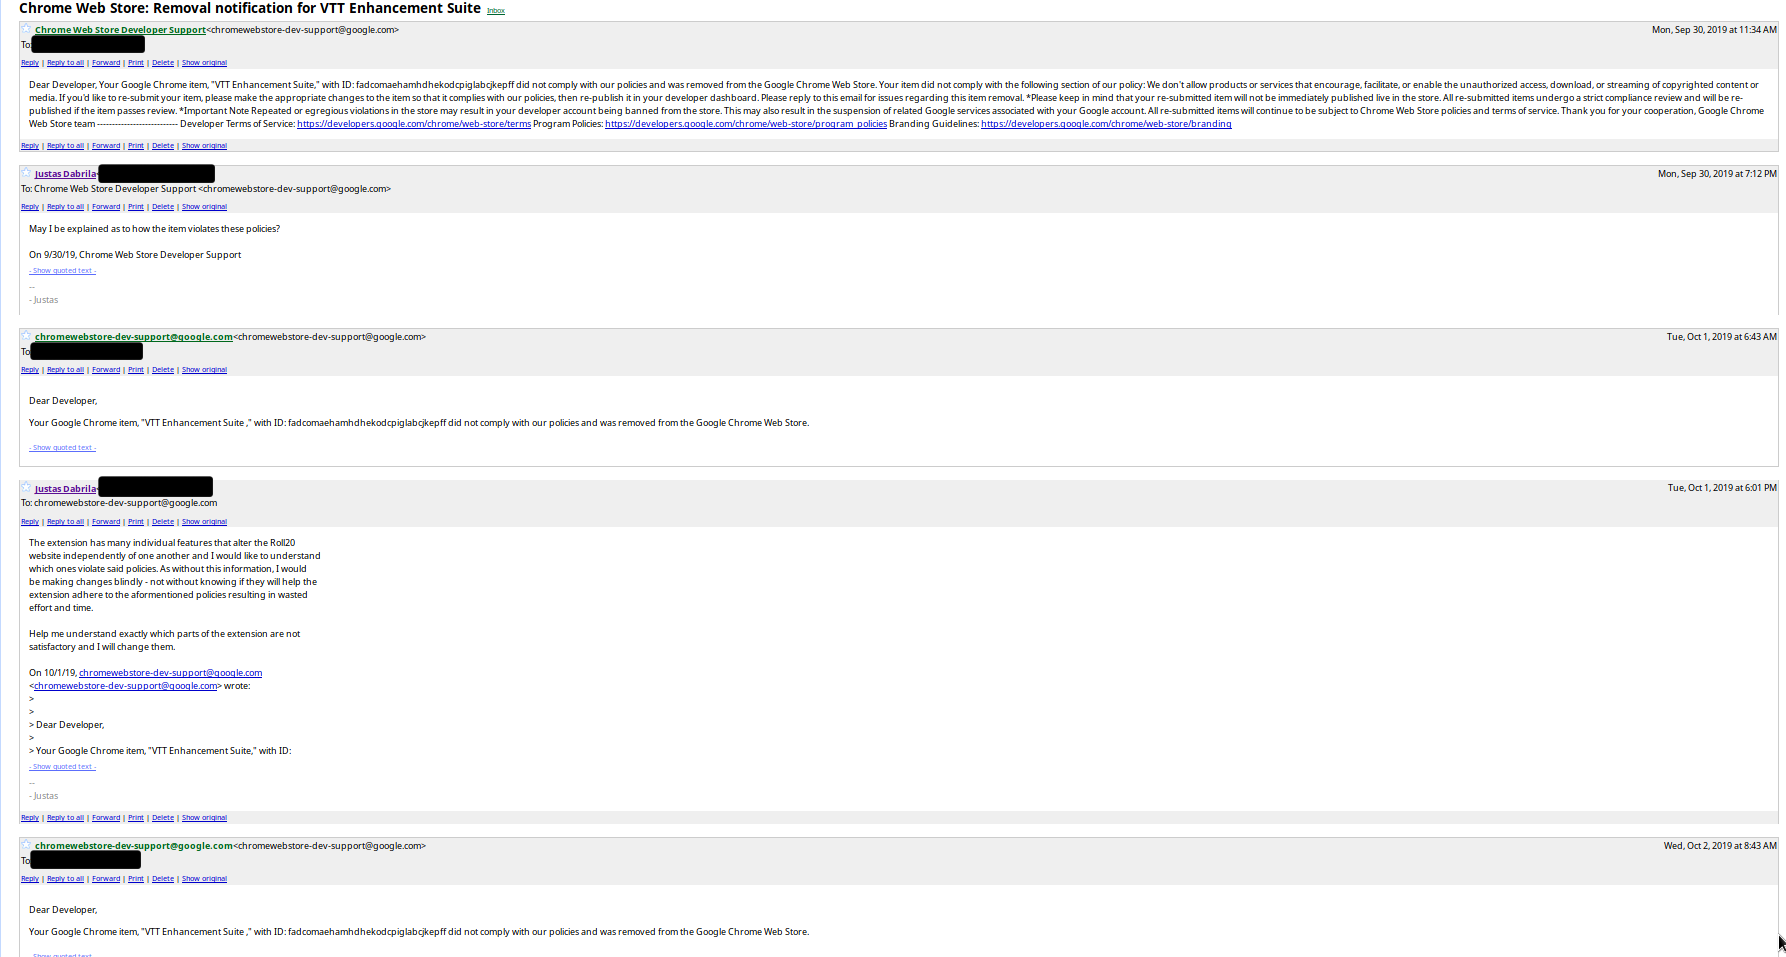 Chrome Web Store: Removal notification for VTT Enhancement Suite Inbox
Chrome Web Store Developer Support<chromewebstore-dev-support@google.com> Mon, Sep 30, 2019 at 11:34 AM
To:
Reply | Reply to all | Forward | Print | Delete | Show original
Dear Developer, Your Google Chrome item, "VTT Enhancement Suite," with ID: fadcomaehamhdhekodcpiglabcjkepff did not comply with our policies and was removed from the Google Chrome Web Store. Your item did not comply with the following section of our policy: We don't allow products or services that encourage, facilitate, or enable the unauthorized access, download, or streaming of copyrighted content or
media. If you'd like to re-submit your item, please make the appropriate changes to the item so that it complies with our policies, then re-publish it in your developer dashboard. Please reply to this email for issues regarding this item removal. *Please keep in mind that your re-submitted item will not be immediately published live in the store. All re-submitted items undergo a strict compliance review and will be re-
published if the item passes review. *Important Note Repeated or egregious violations in the store may result in your developer account being banned from the store. This may also result in the suspension of related Google services associated with your Google account. All re-submitted items will continue to be subject to Chrome Web Store policies and terms of service. Thank you for your cooperation, Google Chrome
Web Store team --------------------------- Developer Terms of Service: https://developers.google.com/chrome/web-store/terms Program Policies: https://developers.google.com/chrome/web-store/program_policies Branding Guidelines: https://developers.google.com/chrome/web-store/branding
Reply | Reply to all | Forward | Print | Delete | Show original
Justas Dabrila Mon, Sep 30, 2019 at 7:12 PM
To: Chrome Web Store Developer Support <chromewebstore-dev-support@google.com>
Reply | Reply to all | Forward | Print | Delete | Show original
May I be explained as to how the item violates these policies?
On 9/30/19, Chrome Web Store Developer Support
- Show quoted text -
--
- Justas
chromewebstore-dev-support@google.com<chromewebstore-dev-support@google.com> Tue, Oct 1, 2019 at 6:43 AM
To
Reply | Reply to all | Forward | Print | Delete | Show original
Dear Developer,
Your Google Chrome item, "VTT Enhancement Suite ," with ID: fadcomaehamhdhekodcpiglabcjkepff did not comply with our policies and was removed from the Google Chrome Web Store.
- Show quoted text -
Justas Dabrila Tue, Oct 1, 2019 at 6:01 PM
To: chromewebstore-dev-support@google.com
Reply | Reply to all | Forward | Print | Delete | Show original
The extension has many individual features that alter the Roll20
website independently of one another and I would like to understand
which ones violate said policies. As without this information, I would
be making changes blindly - not without knowing if they will help the
extension adhere to the aformentioned policies resulting in wasted
effort and time.
Help me understand exactly which parts of the extension are not
satisfactory and I will change them.
On 10/1/19, chromewebstore-dev-support@google.com
<chromewebstore-dev-support@google.com> wrote:
>
>
> Dear Developer,
>
> Your Google Chrome item, "VTT Enhancement Suite," with ID:
- Show quoted text -
--
- Justas
Reply | Reply to all | Forward | Print | Delete | Show original
chromewebstore-dev-support@google.com<chromewebstore-dev-support@google.com> Wed, Oct 2, 2019 at 8:43 AM
To
Reply | Reply to all | Forward | Print | Delete | Show original
Dear Developer,
Your Google Chrome item, "VTT Enhancement Suite ," with ID: fadcomaehamhdhekodcpiglabcjkepff did not comply with our policies and was removed from the Google Chrome Web Store.
- Show quoted text -